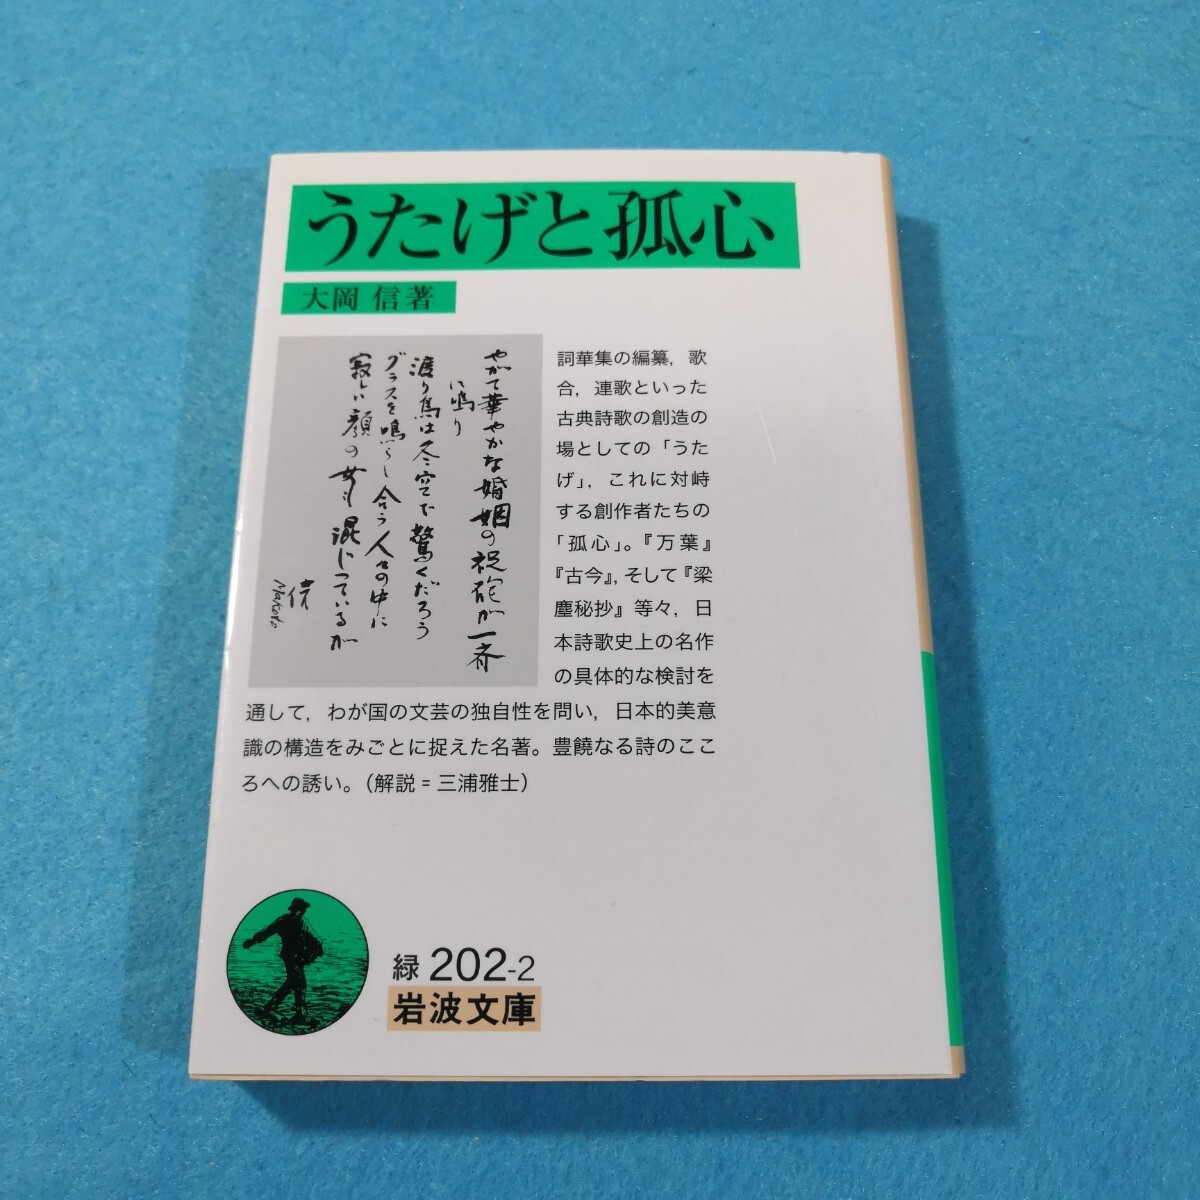 うたげと孤心
大岡 信著
やがて華やかな婚姻の祝砲が一斉
に鳴り
渡り鳥は冬空で驚くだろう
グラスを鳴らし合う人々の中に
寂しい顔の男も混じっているが
信
Makoto
詞華集の編纂，歌
合，連歌といった
古典詩歌の創造の
場としての「うた
げ」，これに対峙
する創作者たちの
「孤心」。『万葉』
『古今』，そして『梁
塵秘抄』等々，日
本詩歌史上の名作
の具体的な検討を
通して，わが国の文芸の独自性を問い，日本的美意
識の構造をみごとに捉えた名著。豊饒なる詩のここ
ろへの誘い。（解説＝三浦雅士）
緑 202-2
岩波文庫